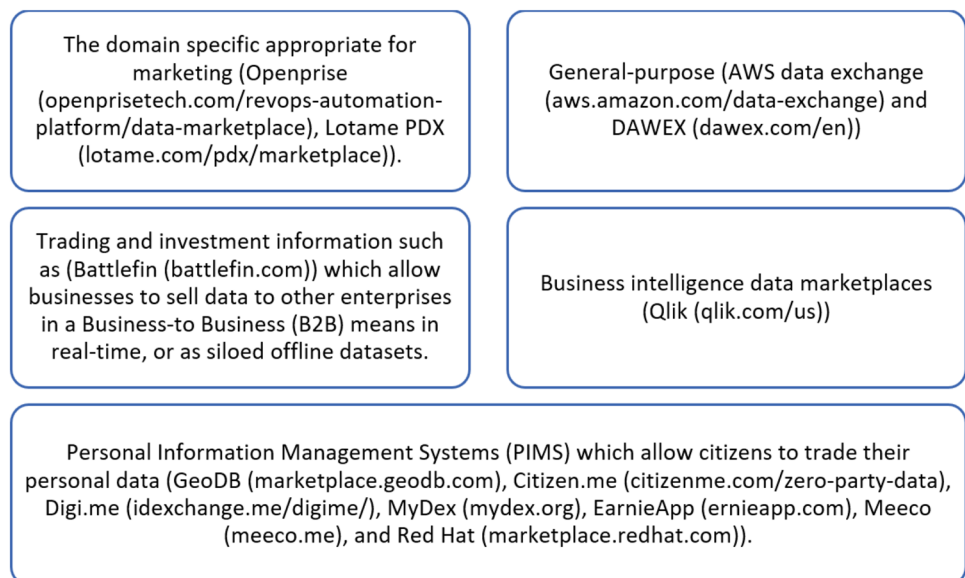 The domain specific appropriate for
marketing (Openprise
(openprisetech.com/revops-automation-
platform/data-marketplace), Lotame PDX
(lotame.com/pdx/marketplace)).
General-purpose (AWS data exchange
(aws.amazon.com/data-exchange) and
DAWEX (dawex.com/en))
Trading and investment information such
as (Battlefin (battlefin.com)) which allow
businesses to sell data to other enterprises
in a Business-to Business (B2B) means in
real-time, or as siloed offline datasets.
Business intelligence data marketplaces
(Qlik (qlik.com/us))
Personal Information Management Systems (PIMS) which allow citizens to trade their
personal data (GeoDB (marketplace.geodb.com), Citizen.me (citizenme.com/zero-party-data),
Digi.me (idexchange.me/digime/), MyDex (mydex.org), EarnieApp (ernieapp.com), Meeco
(meeco.me), and Red Hat (marketplace.redhat.com)).